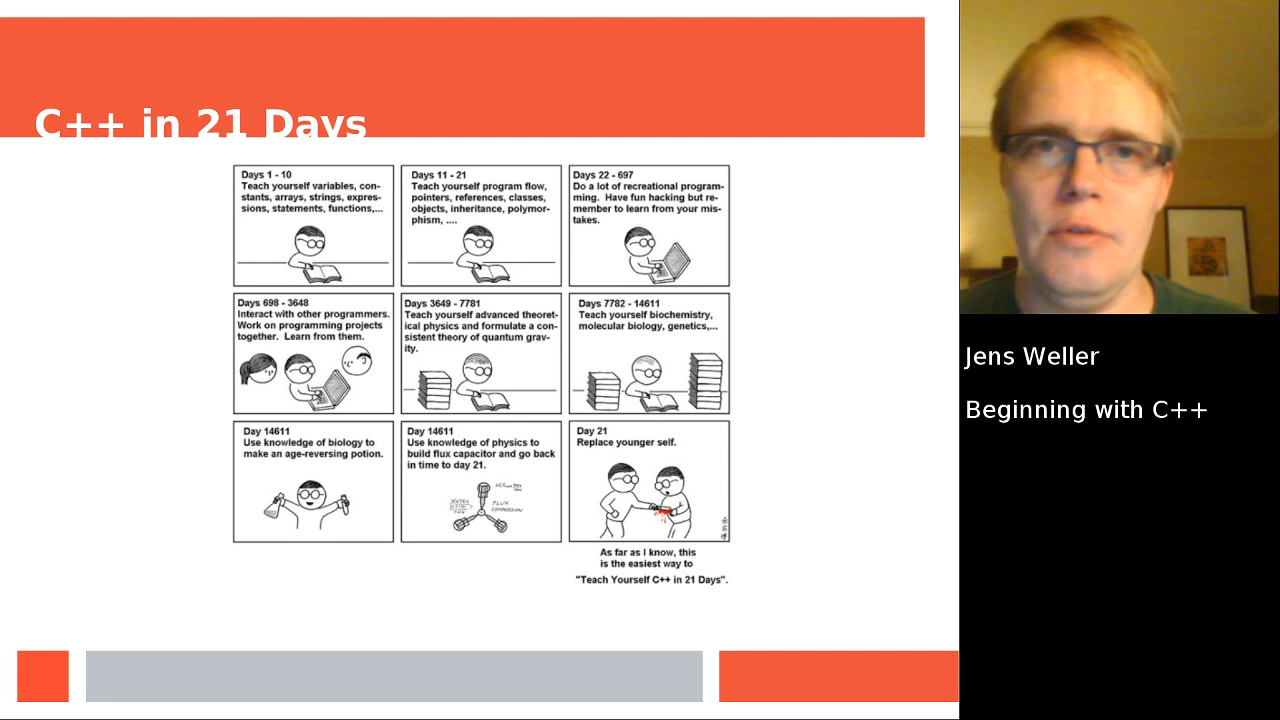 C++ in 21 Days
Days 1 - 10
Teach yourself variables, con-
stants, arrays, strings, expres-
sions, statements, functions,...
Days 11 - 21
Teach yourself program flow,
pointers, references, classes,
objects, inheritance, polymor-
phism, ....
Days 22 - 697
Do a lot of recreational program-
ming. Have fun hacking but re-
member to learn from your mis-
takes.
Days 698 - 3648
Interact with other programmers.
Work on programming projects
together. Learn from them.
Days 3649 - 7781
Teach yourself advanced theoret-
ical physics and formulate a con-
sistent theory of quantum grav-
ity.
Days 7782 - 14611
Teach yourself biochemistry,
molecular biology, genetics,...
Day 14611
Use knowledge of biology to
make an age-reversing potion.
Day 14611
Use knowledge of physics to
build flux capacitor and go back
in time to day 21.
FLUX
Day 21
Replace younger self.
As far as I know, this
is the easiest way to
"Teach Yourself C++ in 21 Days".
Jens Weller
Beginning with C++